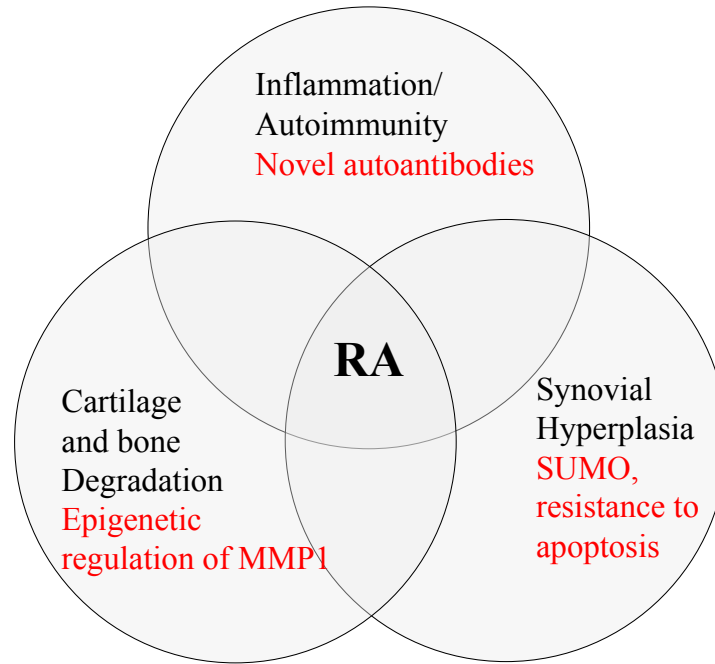 Inflammation/
Autoimmunity
Novel autoantibodies
RA
Cartilage
and bone
Degradation
Epigenetic
regulation of MMP1
Synovial
Hyperplasia
SUMO,
resistance to
apoptosis